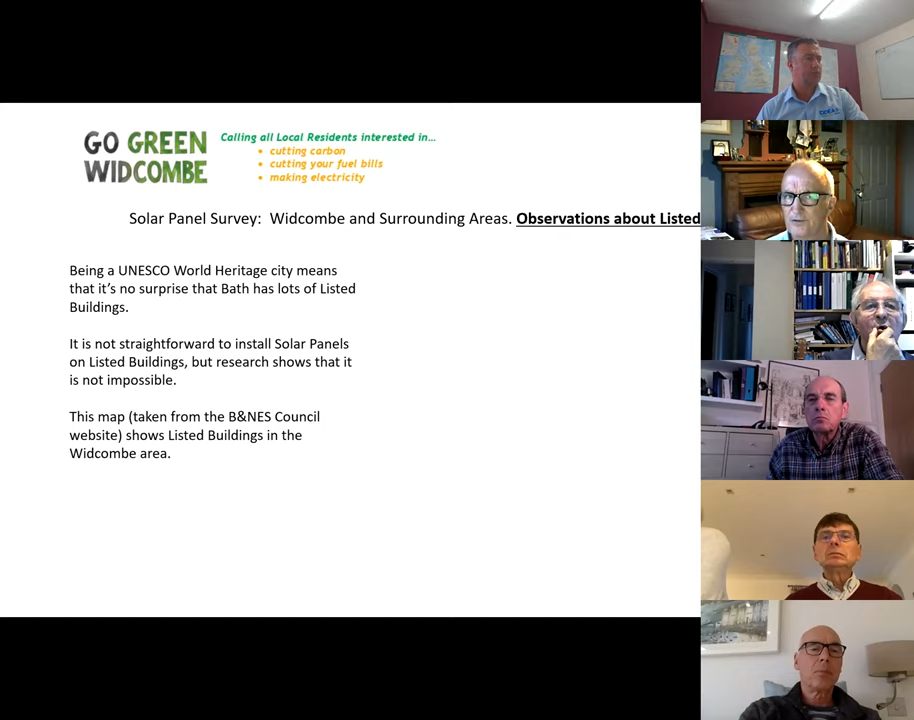 GO GREEN
WIDCOMBE
Calling all Local Residents interested in...
• cutting carbon
• cutting your fuel bills
• making electricity
Solar Panel Survey:  Widcombe and Surrounding Areas. Observations about Listed
Being a UNESCO World Heritage city means
that it's no surprise that Bath has lots of Listed
Buildings.
It is not straightforward to install Solar Panels
on Listed Buildings, but research shows that it
is not impossible.
This map (taken from the B&NES Council
website) shows Listed Buildings in the
Widcombe area.